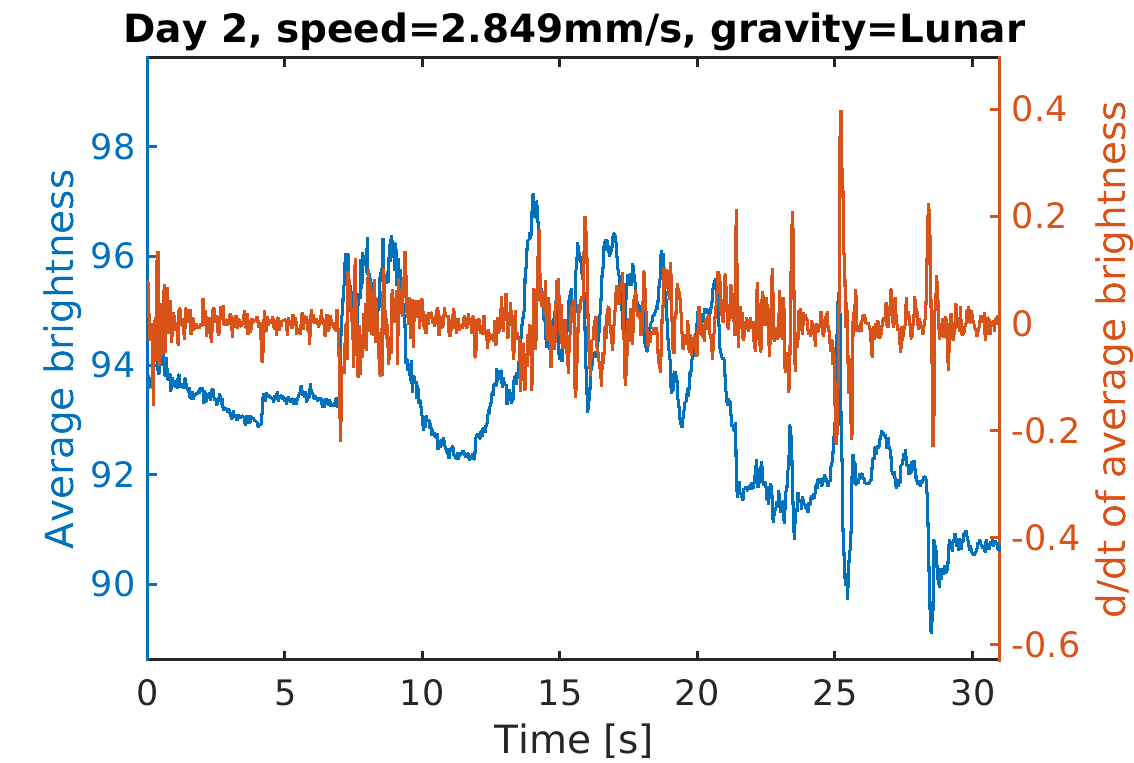 Day 2, speed=2.849mm/s, gravity=Lunar
Average brightness
98
96
94
92
90
d/dt of average brightness
0.4
0.2
0
-0.2
-0.4
-0.6
0 5 10 15 20 25 30
Time [s]